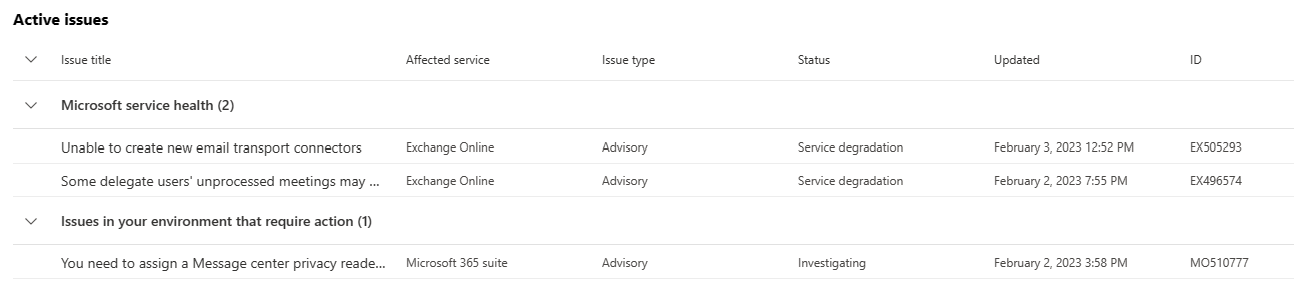 Active issues
Issue title Affected service Issue type Status Updated ID
Microsoft service health (2)
Unable to create new email transport connectors Exchange Online Advisory Service degradation February 3, 2023 12:52 PM EX505293
Some delegate users' unprocessed meetings may ... Exchange Online Advisory Service degradation February 2, 2023 7:55 PM EX496574
Issues in your environment that require action (1)
You need to assign a Message center privacy reade... Microsoft 365 suite Advisory Investigating February 2, 2023 3:58 PM MO510777